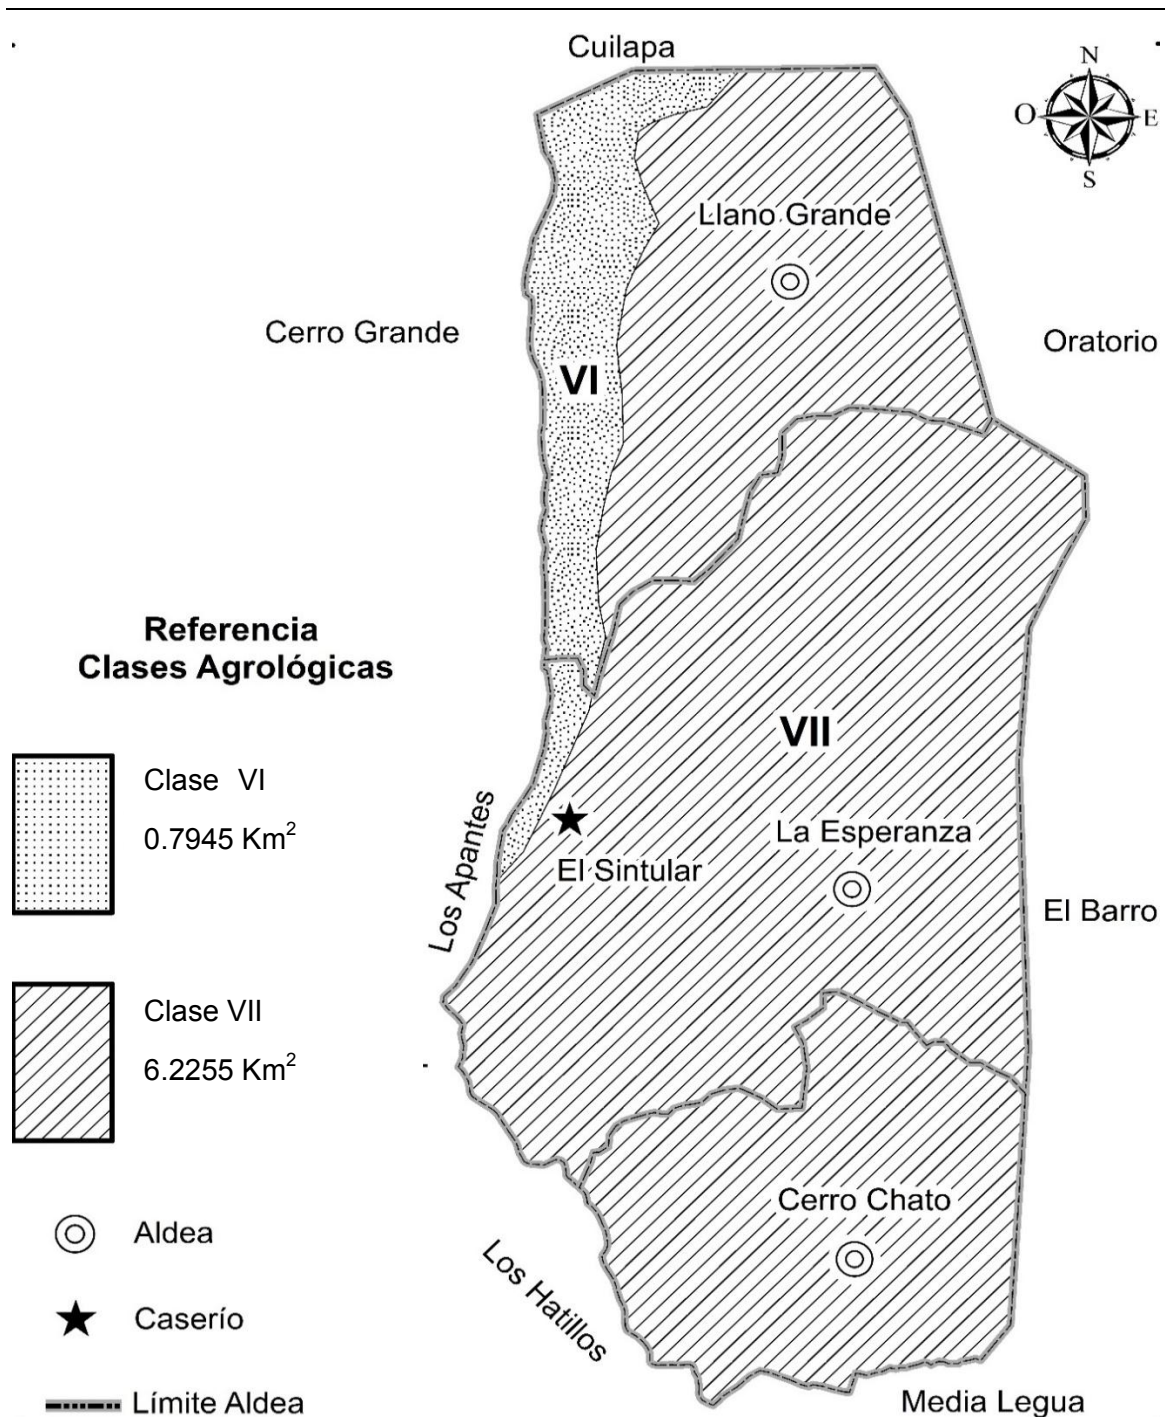 Cuilapa
N
O
E
S
Llano Grande
Cerro Grande
Oratorio
VI
Referencia
Clases Agrológicas
VII
Clase VI
0.7945 Km²
Los Apantes
La Esperanza
El Sintular
El Barro
Clase VII
6.2255 Km²
Cerro Chato
Aldea
Los Hatillos
Caserío
Límite Aldea
Media Legua